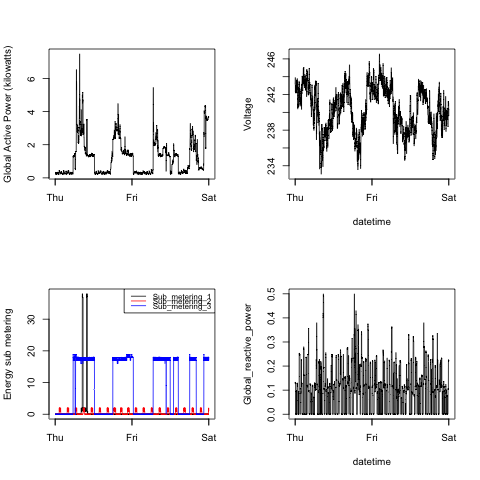 Global Active Power (kilowatts)
0 2 4 6
Thu Fri Sat
Voltage
234 238 242 246
Thu Fri Sat
datetime
Energy sub metering
0 10 20 30
Thu Fri Sat
Sub_metering_1
Sub_metering_2
Sub_metering_3
Global_reactive_power
0.0 0.1 0.2 0.3 0.4 0.5
Thu Fri Sat
datetime